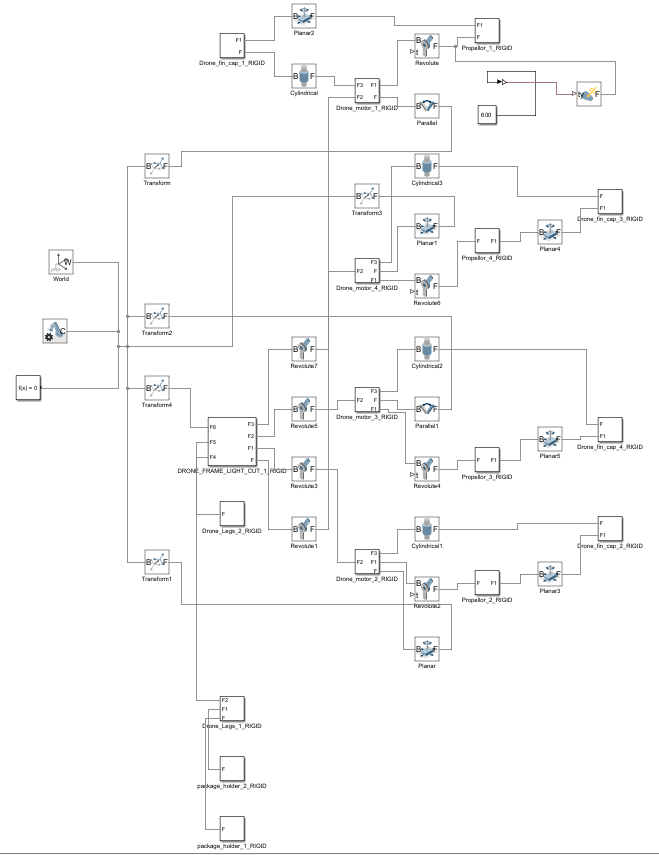 B F
Planar2
F1
F
Drone_fin_cap_1_RIGID
F1
F
Propellor_1_RIGID
B F
t
Revolute
B F
Cylindrical
F3 F1
F2 F
Drone_motor_1_RIGID
B F
Parallel
600
F
B F
Transform
B F
Cylindrical3
B F
Transform3
F
F1
Drone_fin_cap_3_RIGID
B F
Planar1
F F1
Propellor_4_RIGID
B F
Planar4
W
World
F3
F2 F
F1
Drone_motor_4_RIGID
B F
t
Revolute6
B F
Transform2
C
B F
Revolute7
B F
Cylindrical2
f(x) = 0
B F
Transform4
B F
Revolute5
F3
F2 F
F1
Drone_motor_3_RIGID
B F
Parallel1
F6 F3
F5 F2
F4 F1
F
DRONE_FRAME_LIGHT_CUT_1_RIGID
F
F1
Drone_fin_cap_4_RIGID
B F
Planar5
B F
Revolute3
B F
t
Revolute4
F F1
Propellor_3_RIGID
F
Drone_Legs_2_RIGID
B F
Revolute1
B F
Cylindrical1
F
F1
Drone_fin_cap_2_RIGID
B F
Transform1
F3
F2 F1
F
Drone_motor_2_RIGID
B F
t
Revolute2
F F1
Propellor_2_RIGID
B F
Planar3
B F
Planar
F2
F1
F
Drone_Legs_1_RIGID
F
package_holder_2_RIGID
F
package_holder_1_RIGID